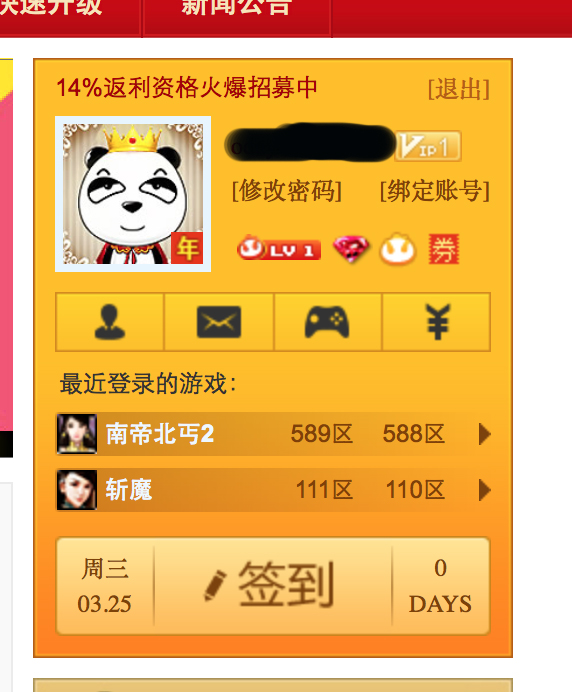 快速升级 新闻公告
14%返利资格火爆招募中 [退出]
VIP1
[修改密码] [绑定账号]
年
LV 1 券
¥
最近登录的游戏：
南帝北丐2 589区 588区
斩魔 111区 110区
周三 签到 0
03.25 DAYS